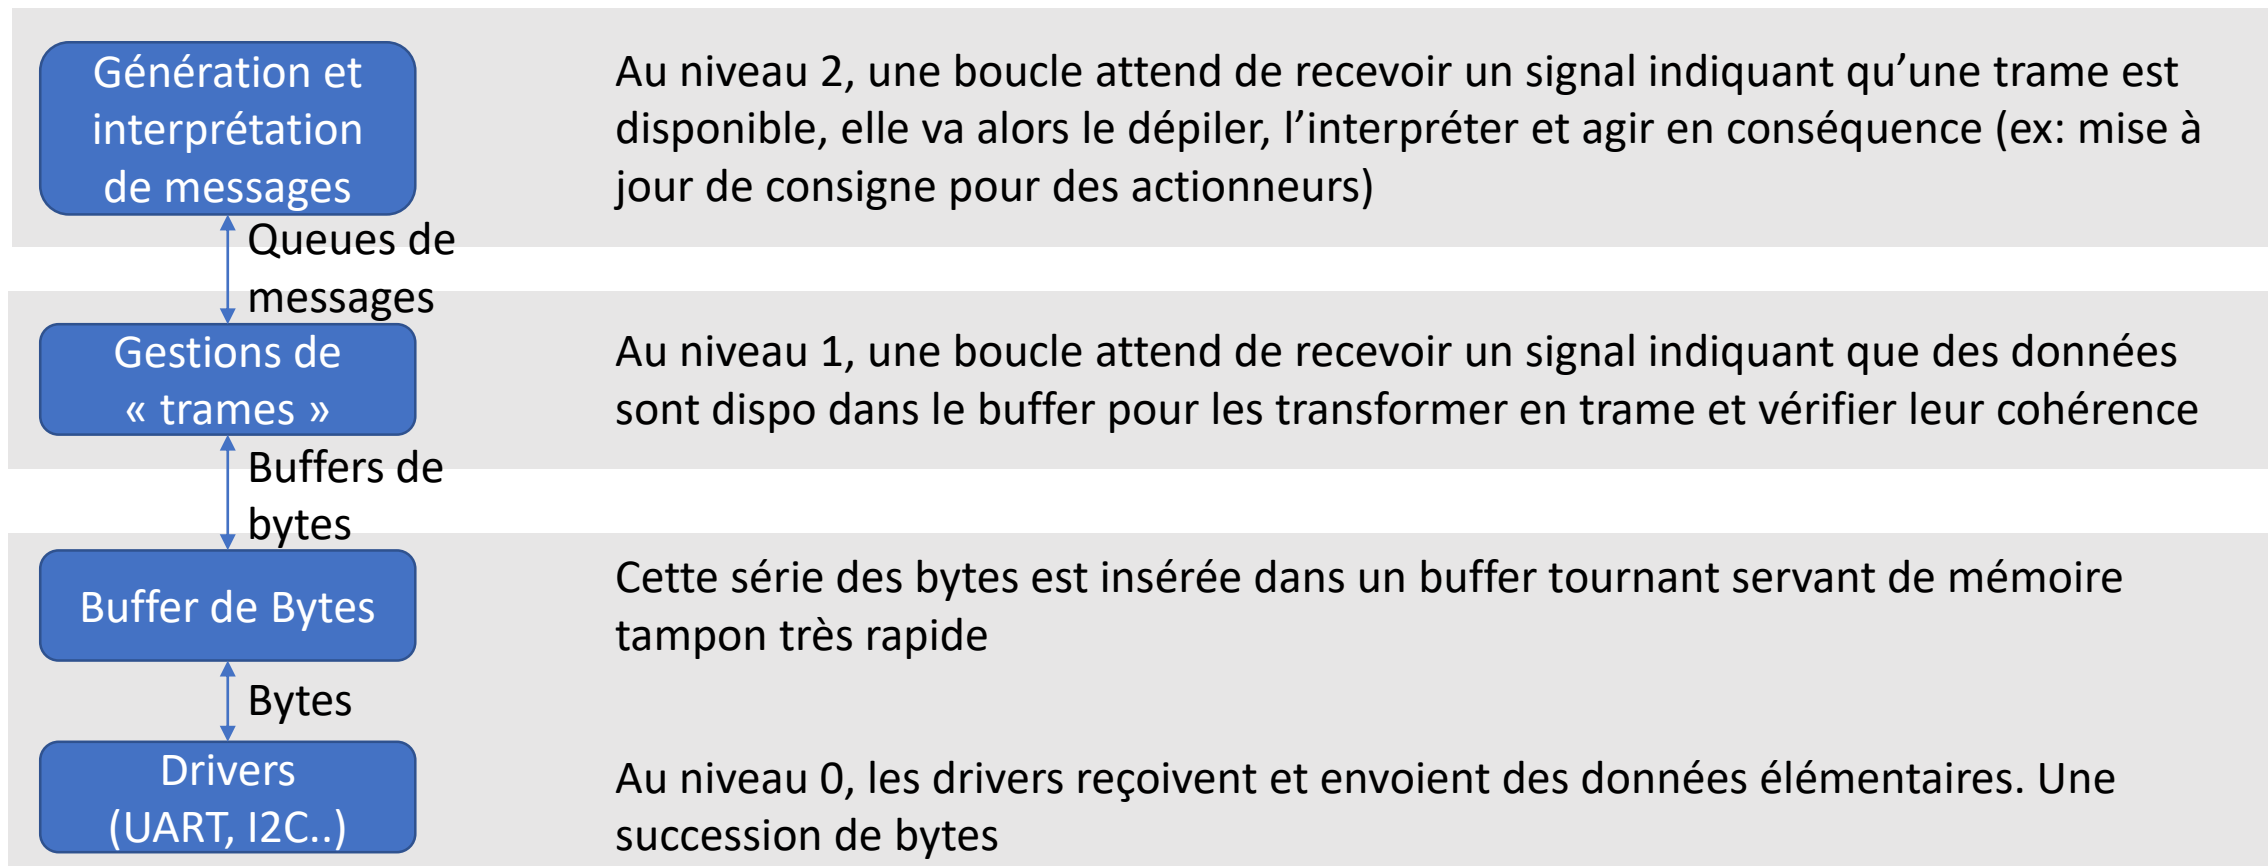 Génération et
interprétation
de messages
Au niveau 2, une boucle attend de recevoir un signal indiquant qu’une trame est
disponible, elle va alors le dépiler, l’interpréter et agir en conséquence (ex: mise à
jour de consigne pour des actionneurs)
Queues de
messages
Gestions de
« trames »
Au niveau 1, une boucle attend de recevoir un signal indiquant que des données
sont dispo dans le buffer pour les transformer en trame et vérifier leur cohérence
Buffers de
bytes
Buffer de Bytes
Cette série des bytes est insérée dans un buffer tournant servant de mémoire
tampon très rapide
Bytes
Drivers
(UART, I2C..)
Au niveau 0, les drivers reçoivent et envoient des données élémentaires. Une
succession de bytes